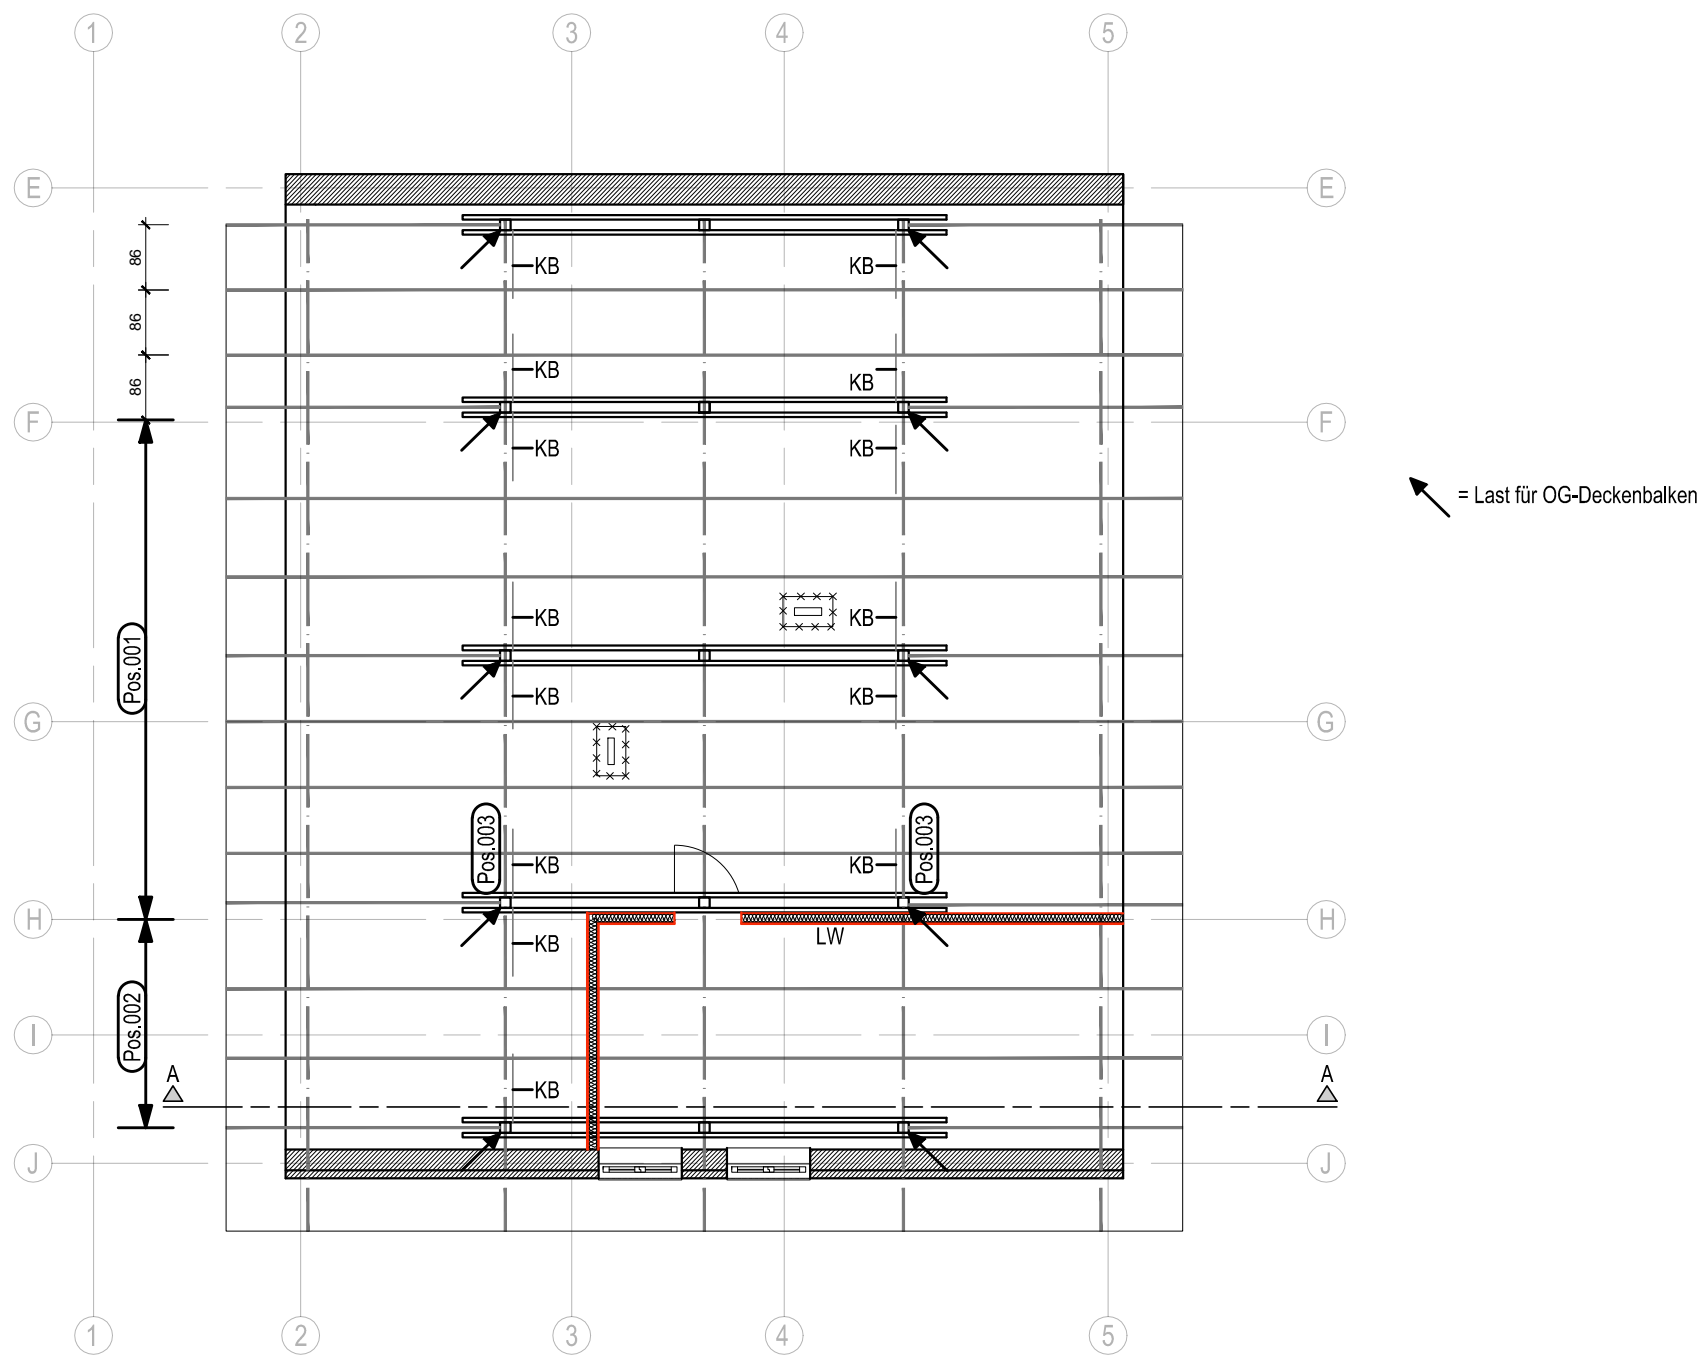 1 2 3 4 5
E E
86
KB KB
86
KB KB
86
F F
KB KB
= Last für OG-Deckenbalken
KB KB
Pos.001
KB KB
G G
Pos.003 Pos.003
KB KB
H H
LW
KB
Pos.002
I I
A A
KB
J J
1 2 3 4 5